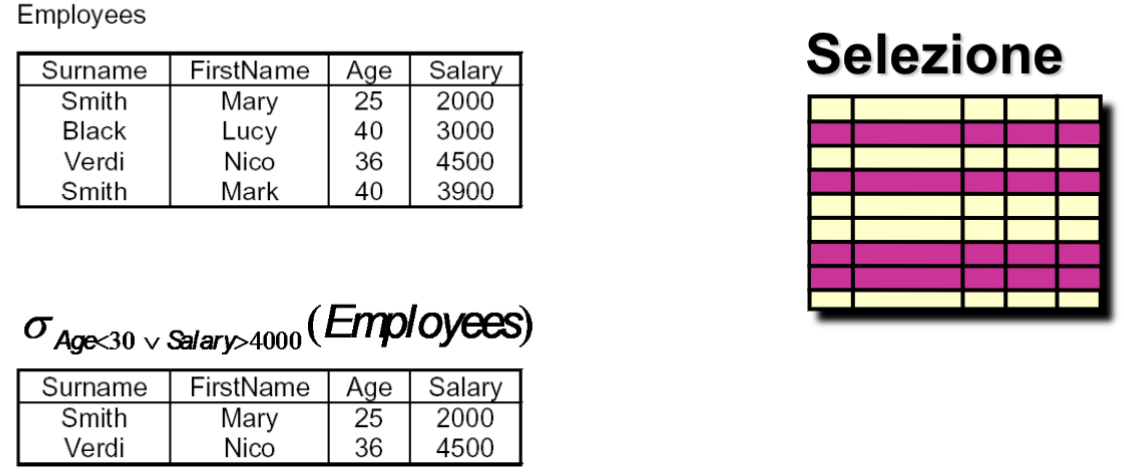 Employees
Selezione
Surname FirstName Age Salary
Smith Mary 25 2000
Black Lucy 40 3000
Verdi Nico 36 4500
Smith Mark 40 3900
σ Age<30 ∨ Salary>4000 (Employees)
Surname FirstName Age Salary
Smith Mary 25 2000
Verdi Nico 36 4500